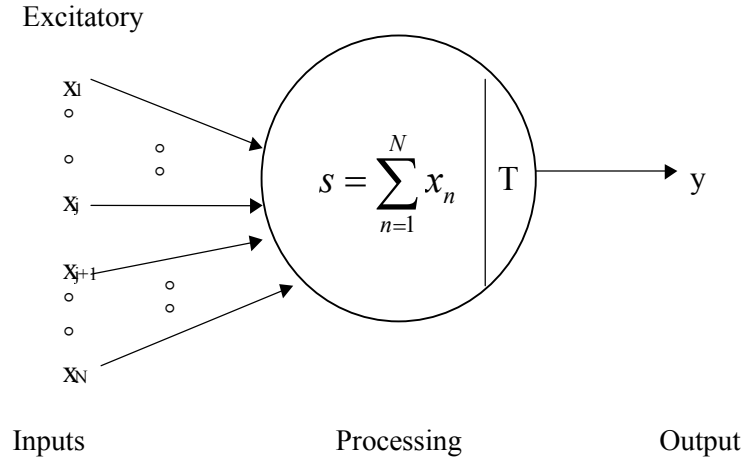 Excitatory
x1
xj
xj+1
xN
s = ∑_{n=1}^{N} x_n
T
y
Inputs Processing Output